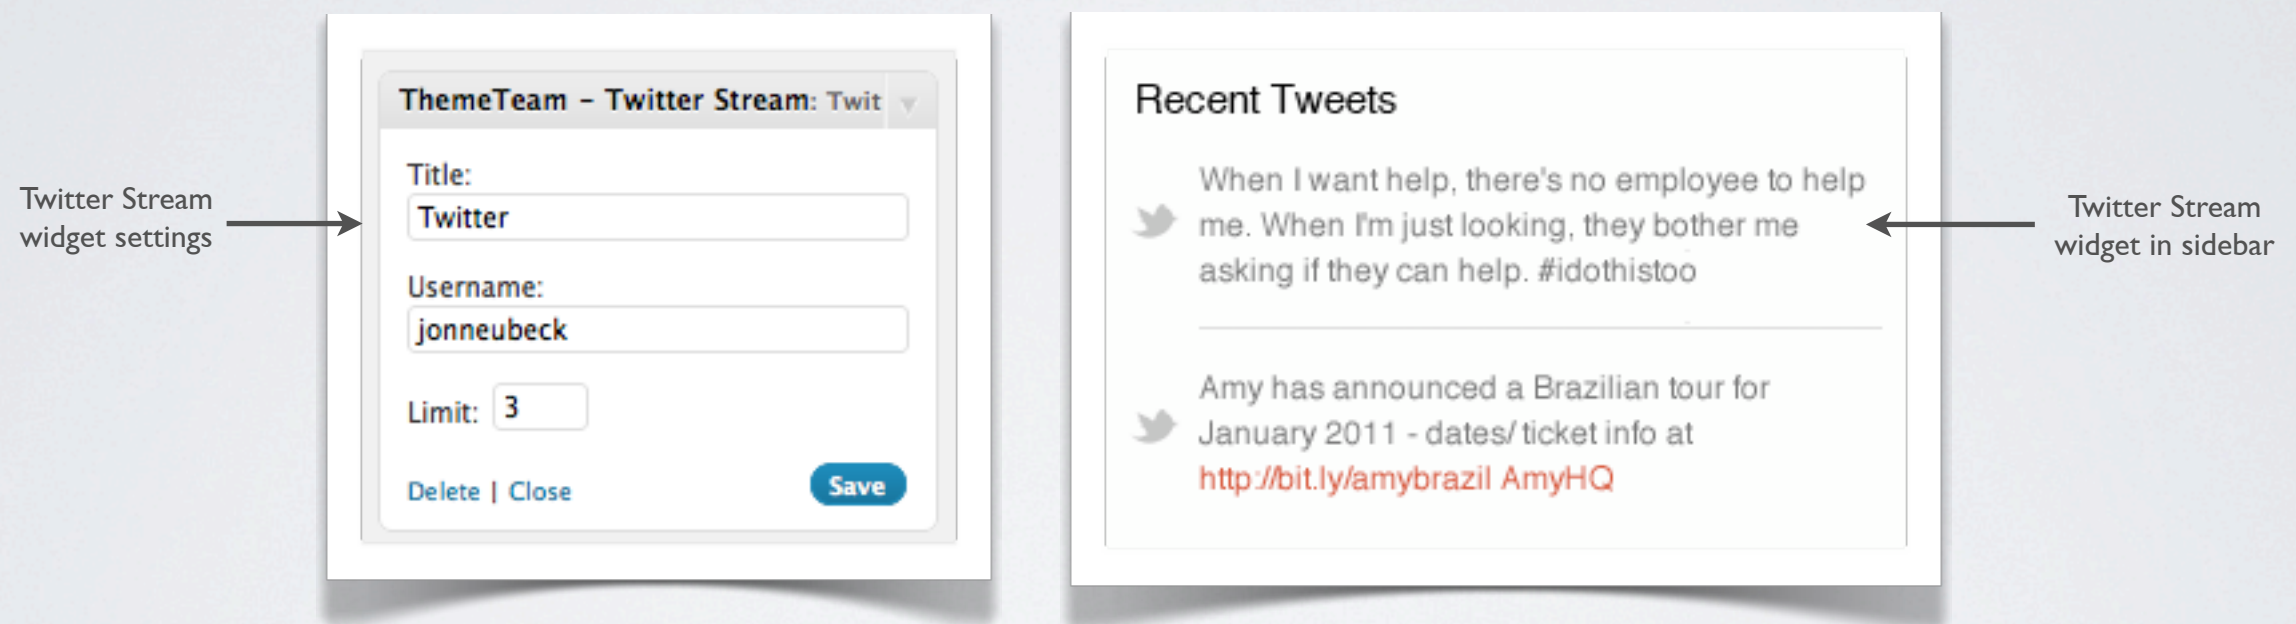 Twitter Stream
widget settings
ThemeTeam – Twitter Stream: Twit
Title:
Twitter
Username:
jonneubeck
Limit: 3
Delete | Close
Save
Recent Tweets
When I want help, there's no employee to help
me. When I'm just looking, they bother me
asking if they can help. #idothistoo
Amy has announced a Brazilian tour for
January 2011 - dates/ ticket info at
http://bit.ly/amybrazil AmyHQ
Twitter Stream
widget in sidebar